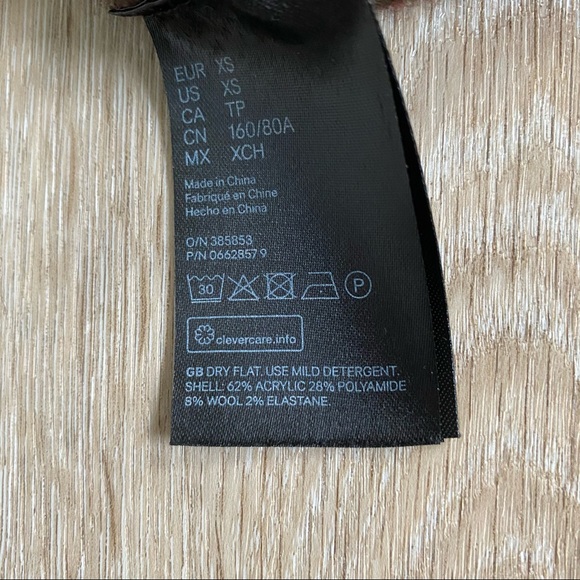 EUR XS
US XS
CA TP
CN 160/80A
MX XCH
Made in China
Fabriqué en Chine
Hecho en China
O/N 385853
P/N 0662857 9
30 P
clevercare.info
GB DRY FLAT. USE MILD DETERGENT.
SHELL: 62% ACRYLIC 28% POLYAMIDE
8% WOOL 2% ELASTANE.